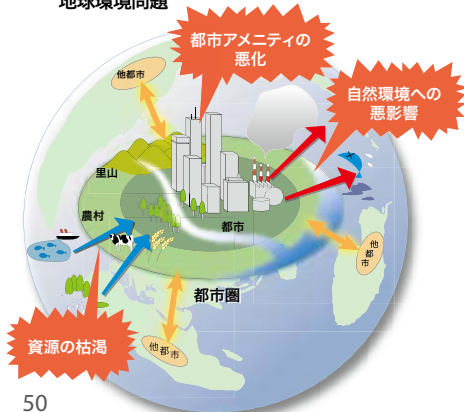 地球環境問題
都市アメニティの
悪化
他都市
自然環境への
悪影響
里山
農村
都市
他都市
都市圏
資源の枯渇
他都市
50